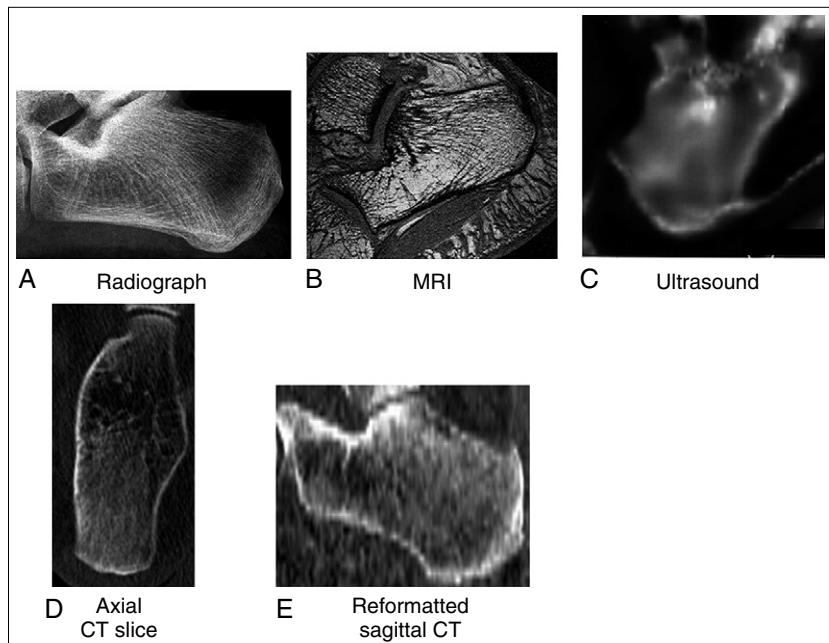 A Radiograph
B MRI
C Ultrasound
D Axial
CT slice
E Reformatted
sagittal CT